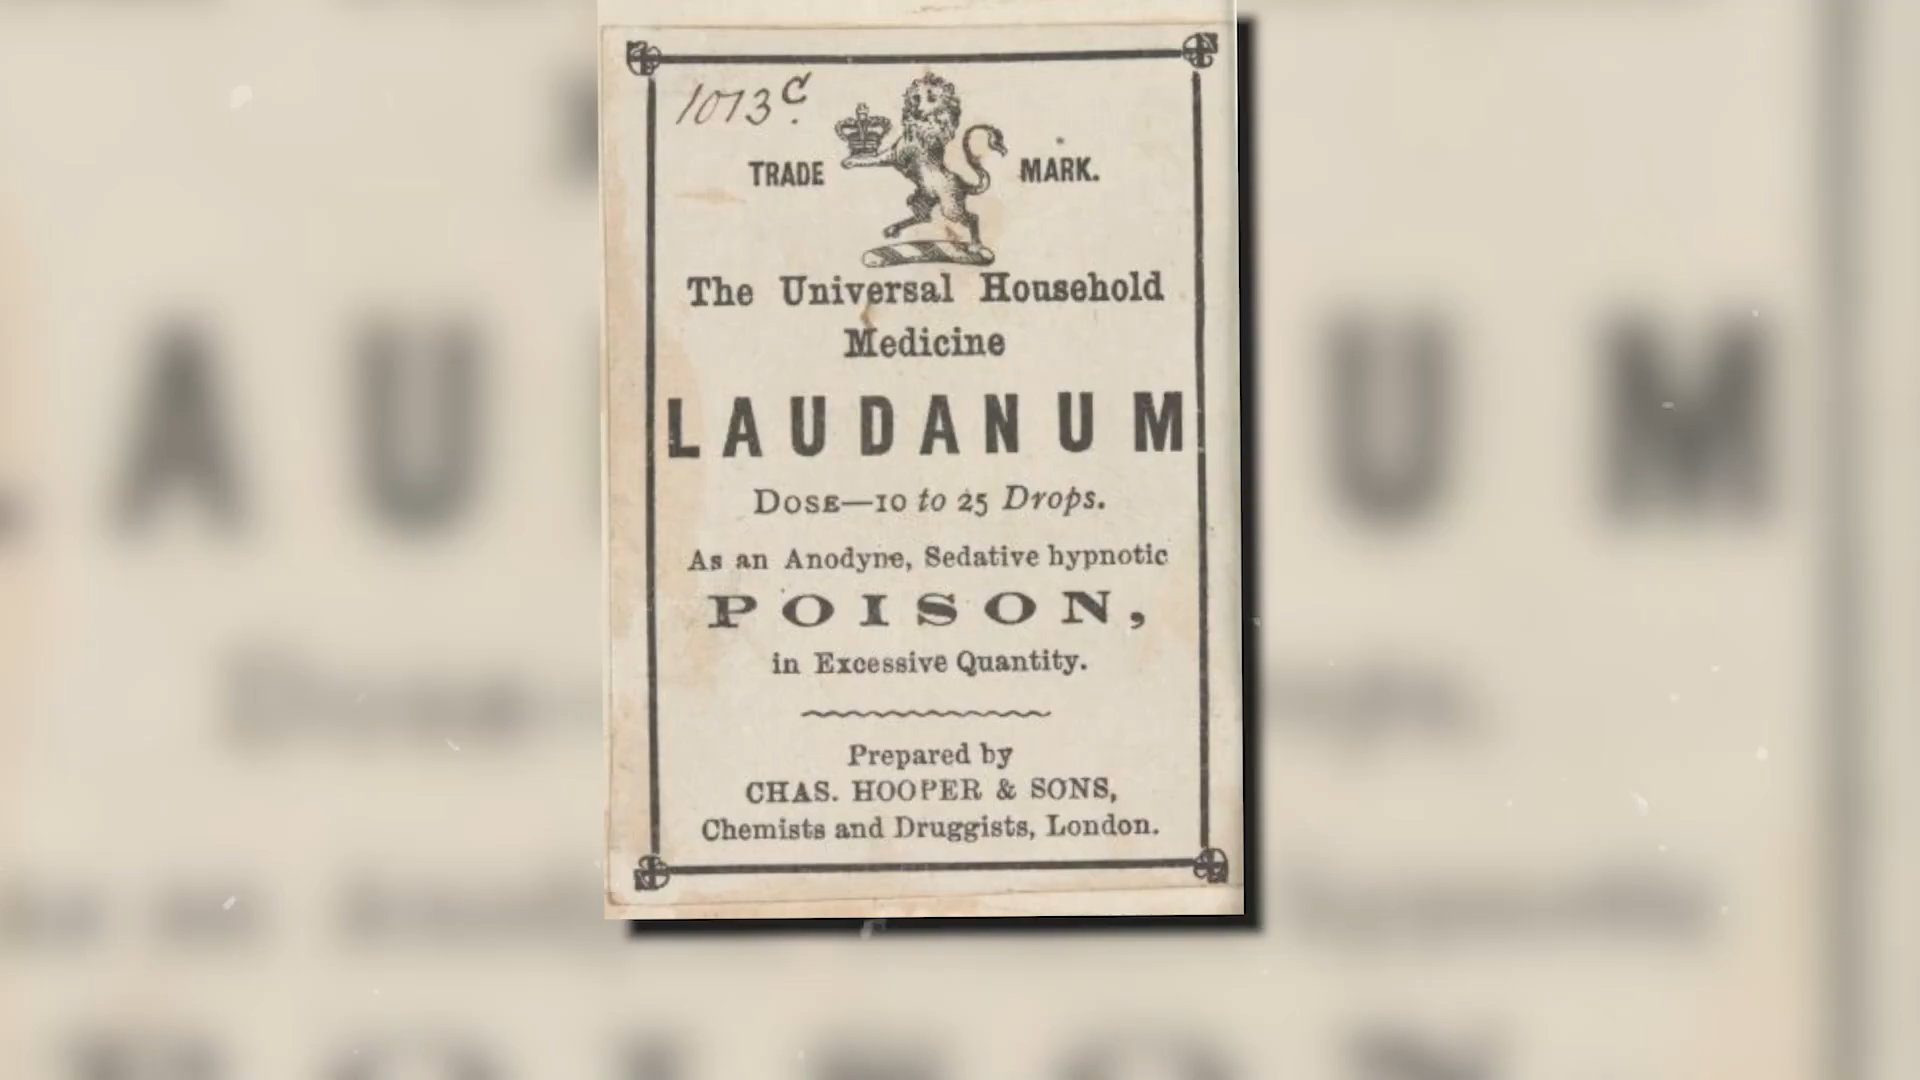 1073 c.
TRADE MARK.
The Universal Household
Medicine
LAUDANUM
DOSE—10 to 25 Drops.
As an Anodyne, Sedative hypnotic
POISON,
in Excessive Quantity.
Prepared by
CHAS. HOOPER & SONS,
Chemists and Druggists, London.